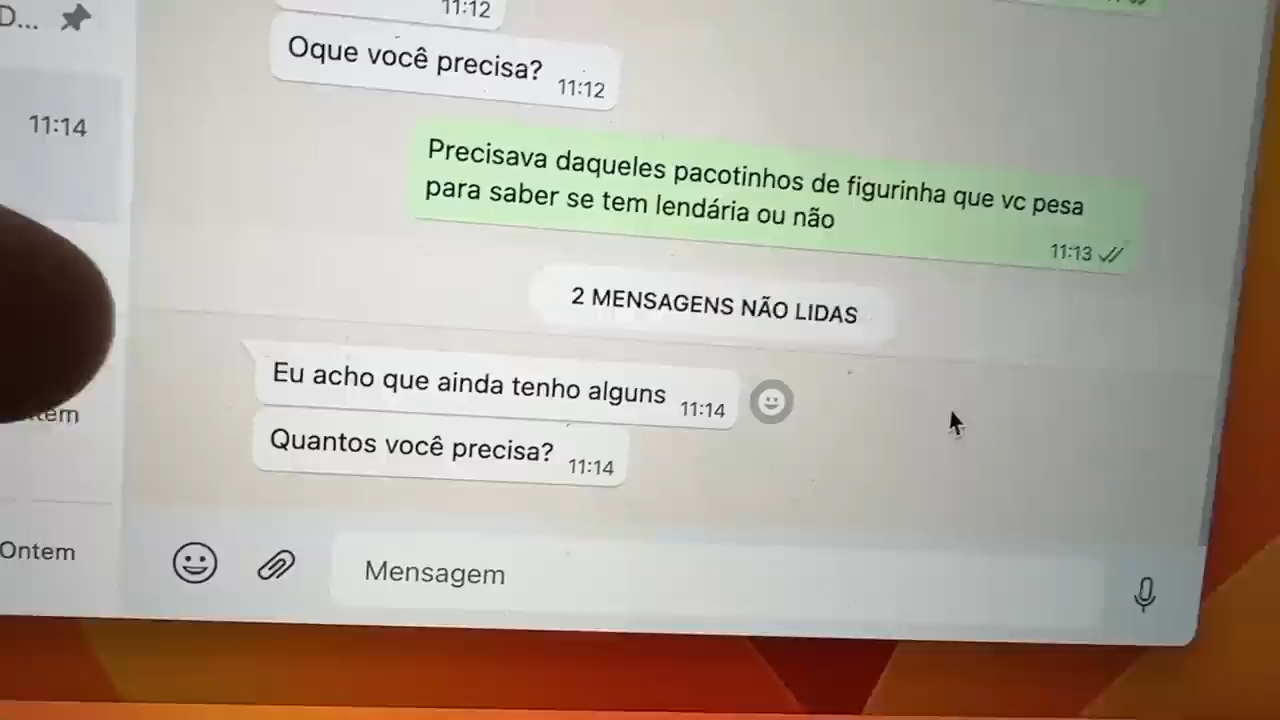 D...
11:12
Oque você precisa?
11:12
11:14
Precisava daqueles pacotinhos de figurinha que vc pesa
para saber se tem lendária ou não
11:13
2 MENSAGENS NÃO LIDAS
Eu acho que ainda tenho alguns
11:14
Quantos você precisa?
11:14
Ontem
Mensagem